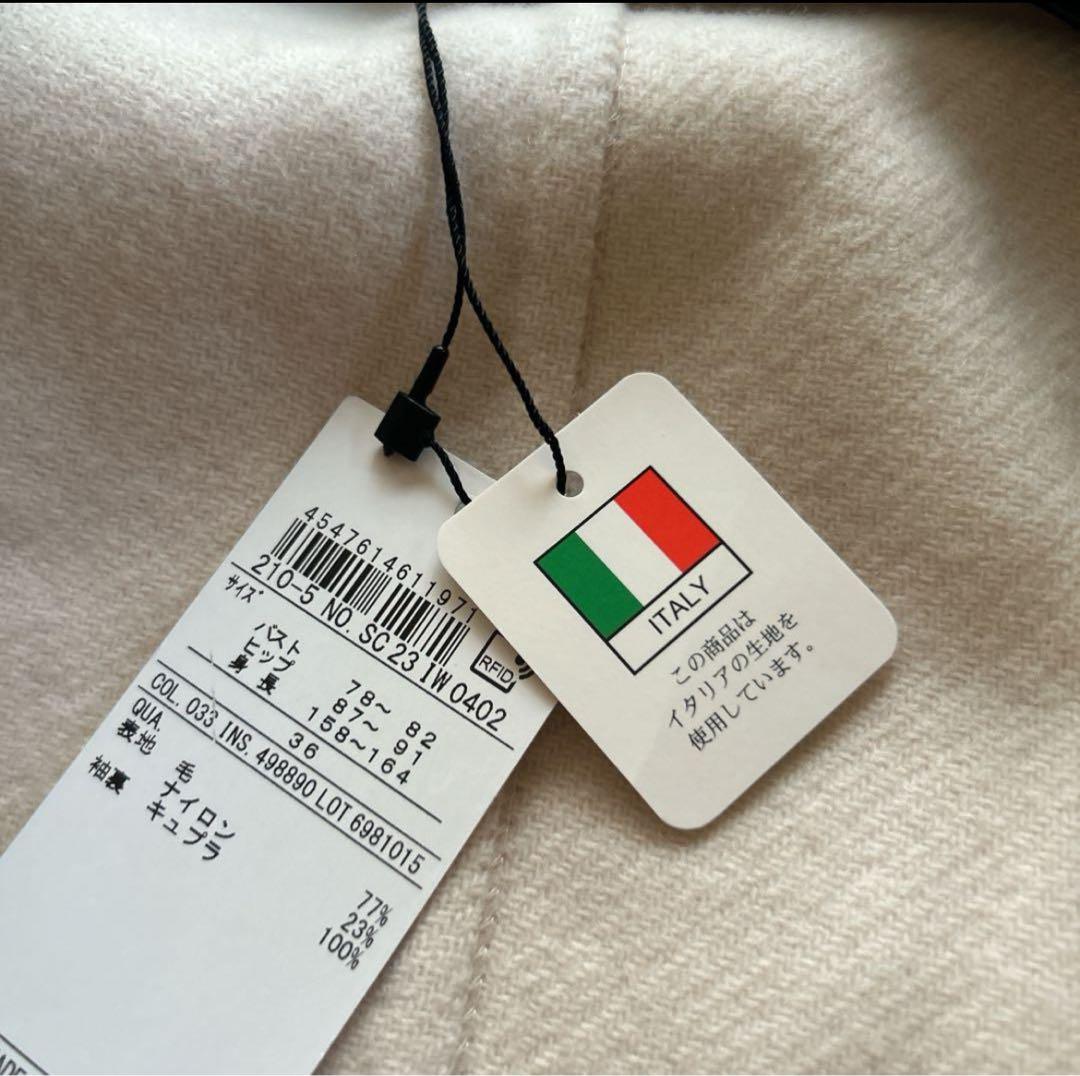 4547614611971
210-5 NO. SC23IW0402
RFID
サイズ
バスト 78~ 82
ヒップ 87~ 91
身長 158~164
36
COL. 033 INS. 498890 LOT 6981015
QUA.
表地 毛 77%
ナイロン 23%
袖裏 キュプラ 100%
ITALY
この商品は
イタリアの生地を
使用しています。